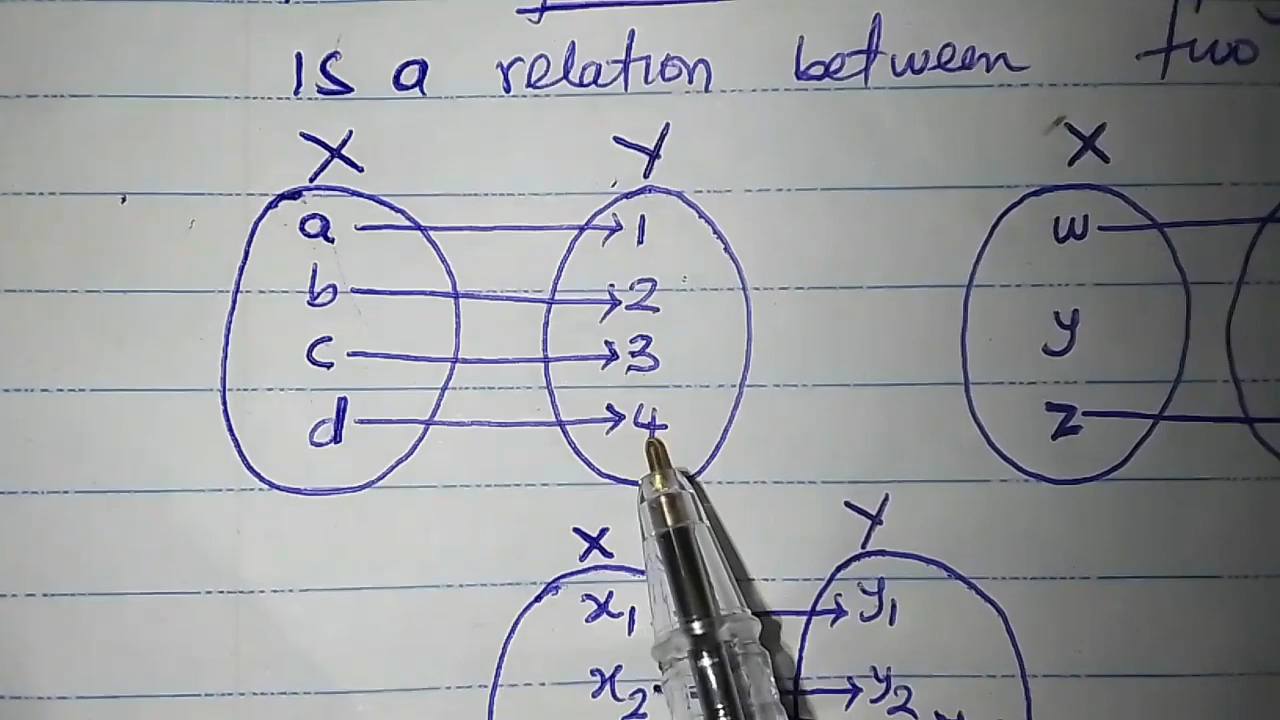 is a relation between two
X Y X
a 1 w
b 2
y
c 3
d 4 z
X Y
x₁ y₁
x₂ y₂